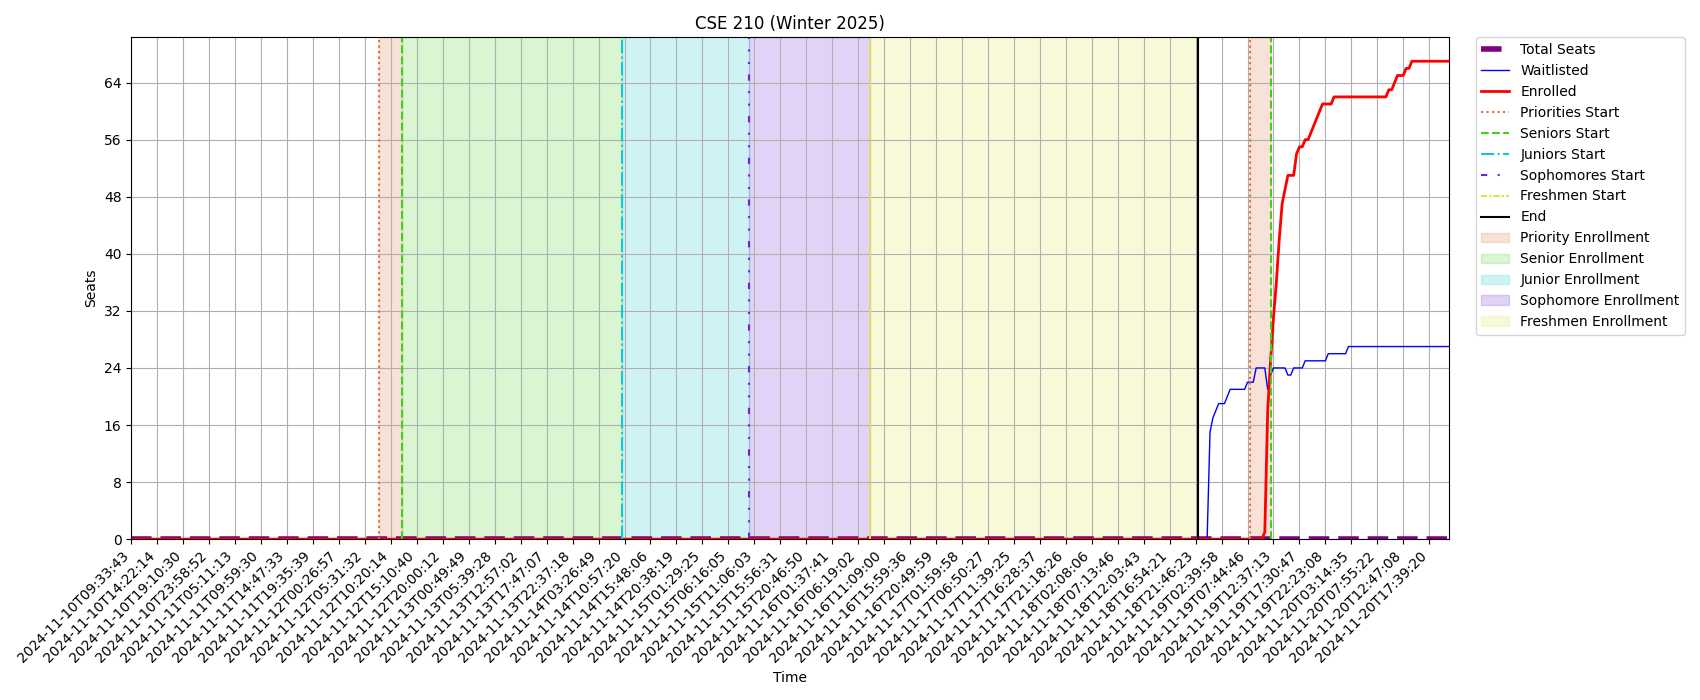 CSE 210 (Winter 2025)
Total Seats
Waitlisted
Enrolled
Priorities Start
Seniors Start
Juniors Start
Sophomores Start
Freshmen Start
End
Priority Enrollment
Senior Enrollment
Junior Enrollment
Sophomore Enrollment
Freshmen Enrollment
Seats
64
56
48
40
32
24
16
8
0
2024-11-10T09:33:43
2024-11-10T14:22:14
2024-11-10T19:10:30
2024-11-10T23:58:52
2024-11-11T05:11:13
2024-11-11T09:59:30
2024-11-11T14:47:33
2024-11-11T19:35:39
2024-11-12T00:26:57
2024-11-12T05:31:32
2024-11-12T10:20:14
2024-11-12T15:10:40
2024-11-12T20:00:12
2024-11-13T00:49:49
2024-11-13T05:39:28
2024-11-13T12:57:02
2024-11-13T17:47:07
2024-11-13T22:37:18
2024-11-14T03:26:49
2024-11-14T10:57:20
2024-11-14T15:48:06
2024-11-14T20:38:19
2024-11-15T01:29:25
2024-11-15T06:16:05
2024-11-15T11:06:03
2024-11-15T15:56:31
2024-11-15T20:46:50
2024-11-16T01:37:41
2024-11-16T06:19:02
2024-11-16T11:09:00
2024-11-16T15:59:36
2024-11-16T20:49:59
2024-11-17T01:59:58
2024-11-17T06:50:27
2024-11-17T11:39:25
2024-11-17T16:28:37
2024-11-17T21:18:26
2024-11-18T02:08:06
2024-11-18T07:13:46
2024-11-18T12:03:43
2024-11-18T16:54:21
2024-11-18T21:46:23
2024-11-19T02:39:58
2024-11-19T07:44:46
2024-11-19T12:37:13
2024-11-19T17:30:47
2024-11-19T22:23:09
2024-11-20T03:14:35
2024-11-20T07:55:22
2024-11-20T12:47:08
2024-11-20T17:39:20
Time